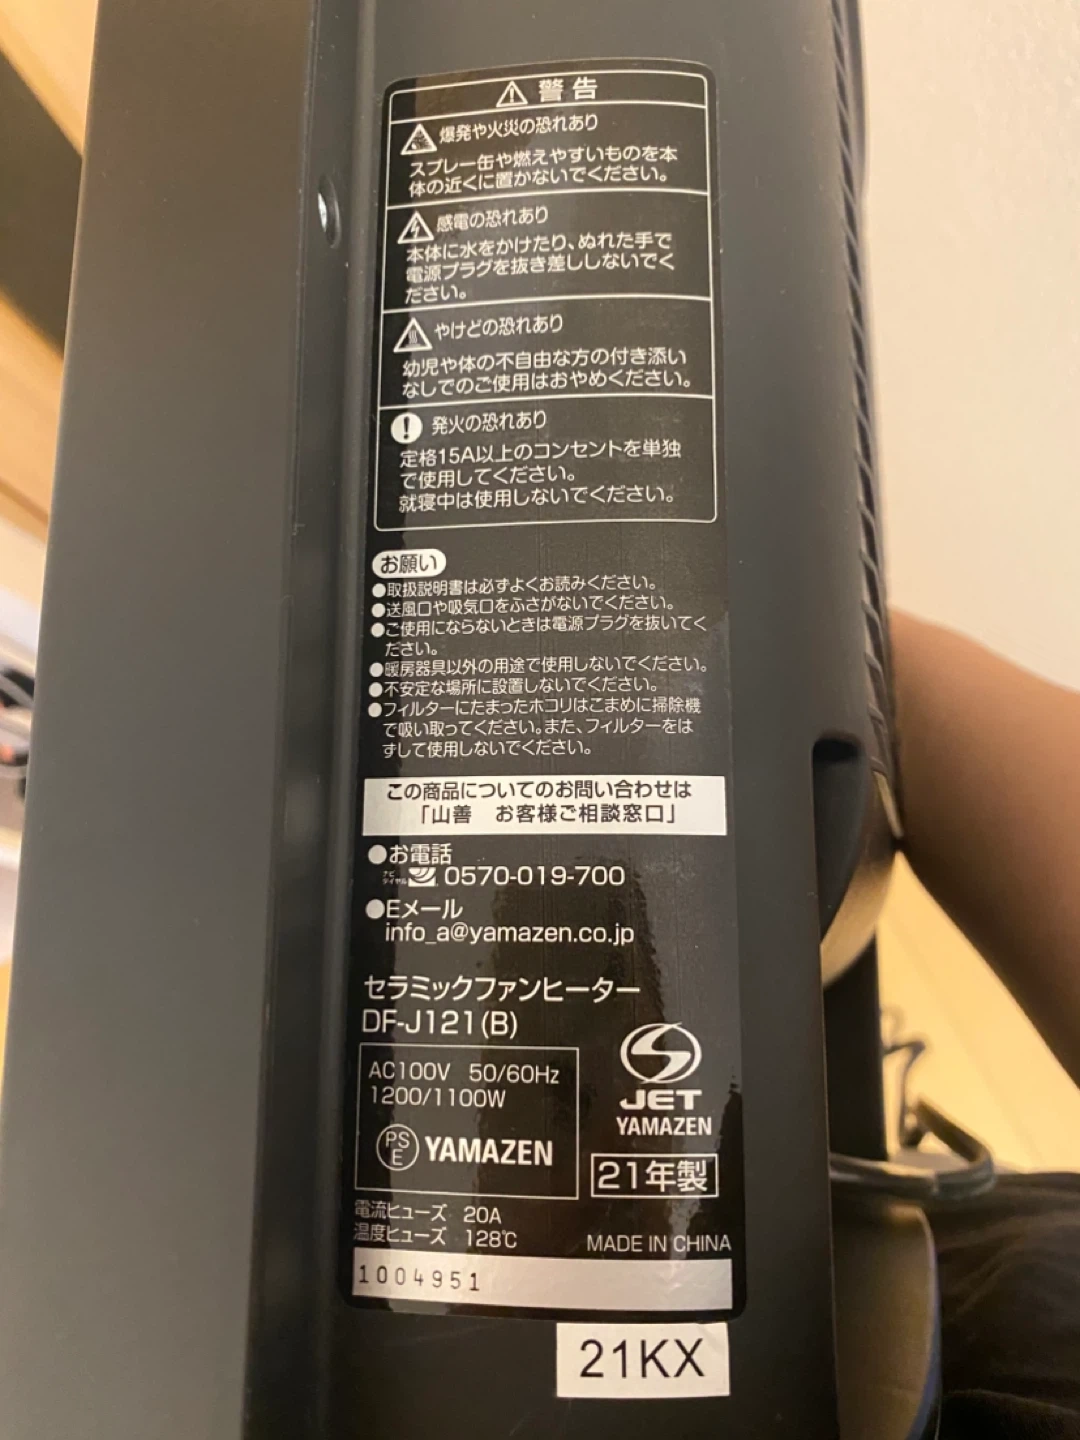 警告
爆発や火災の恐れあり
スプレー缶や燃えやすいものを本
体の近くに置かないでください。
感電の恐れあり
本体に水をかけたり、ぬれた手で
電源プラグを抜き差ししないでく
ださい。
やけどの恐れあり
幼児や体の不自由な方の付き添い
なしでのご使用はおやめください。
発火の恐れあり
定格15A以上のコンセントを単独
で使用してください。
就寝中は使用しないでください。
お願い
●取扱説明書は必ずよくお読みください。
●送風口や吸気口をふさがないでください。
●ご使用にならないときは電源プラグを抜いてく
ださい。
●暖房器具以外の用途で使用しないでください。
●不安定な場所に設置しないでください。
●フィルターにたまったホコリはこまめに掃除機
で吸い取ってください。また、フィルターをは
ずして使用しないでください。
この商品についてのお問い合わせは
「山善　お客様ご相談窓口」
●お電話
ナビ
ダイヤル 0570-019-700
●Eメール
info_a@yamazen.co.jp
セラミックファンヒーター
DF-J121(B)
AC100V 50/60Hz
1200/1100W
PS
E YAMAZEN
JET
YAMAZEN
21年製
電流ヒューズ 20A
温度ヒューズ 128℃
MADE IN CHINA
1004951
21KX